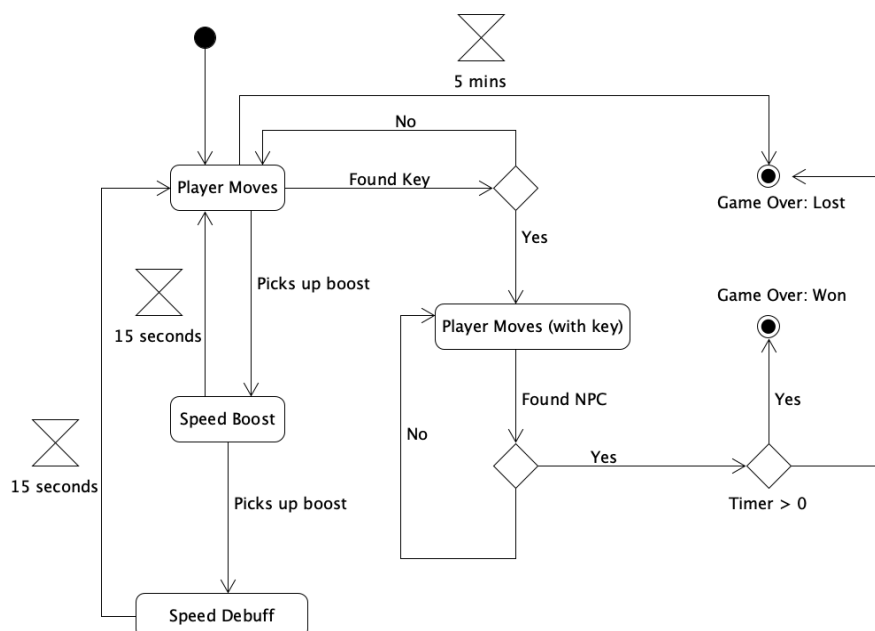 5 mins
No
Player Moves
Found Key
Game Over: Lost
Yes
Picks up boost
15 seconds
Game Over: Won
Player Moves (with key)
Speed Boost
Found NPC
Yes
No
Yes
15 seconds
Picks up boost
Timer > 0
Speed Debuff